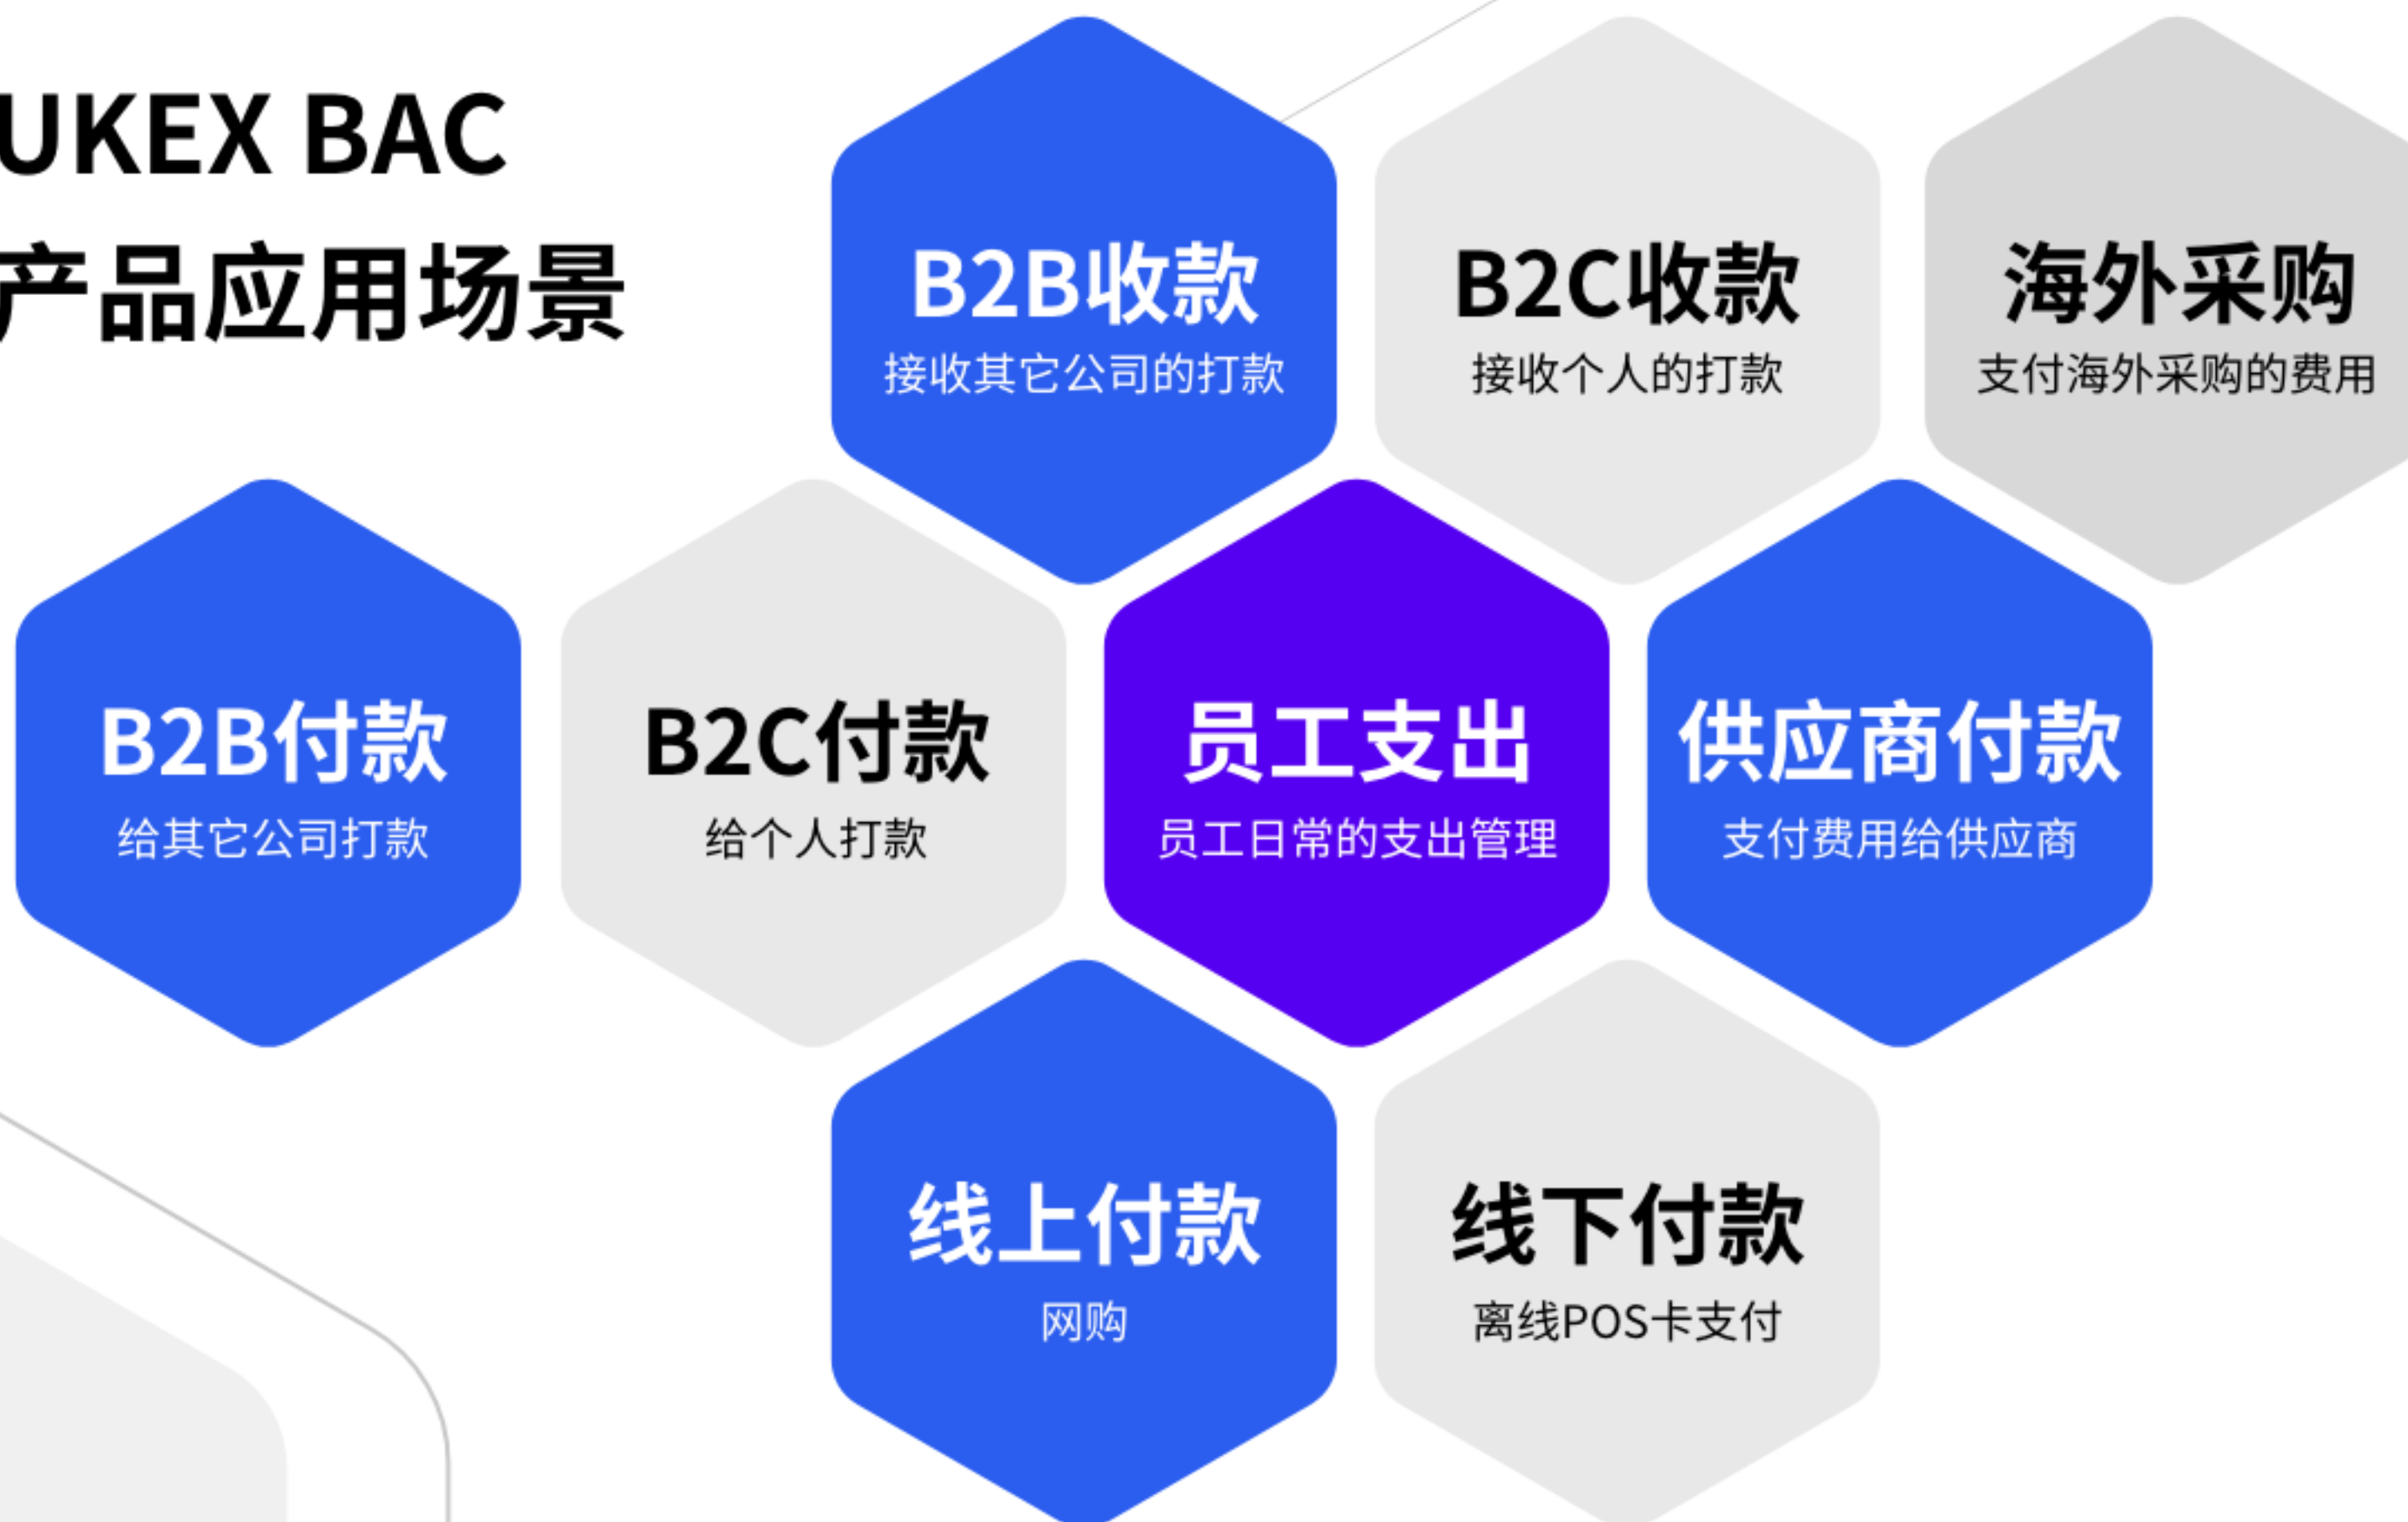 UKEX BAC
产品应用场景
B2B收款
接收其它公司的打款
B2C收款
接收个人的打款
海外采购
支付海外采购的费用
B2B付款
给其它公司打款
B2C付款
给个人打款
员工支出
员工日常的支出管理
供应商付款
支付费用给供应商
线上付款
网购
线下付款
离线POS卡支付